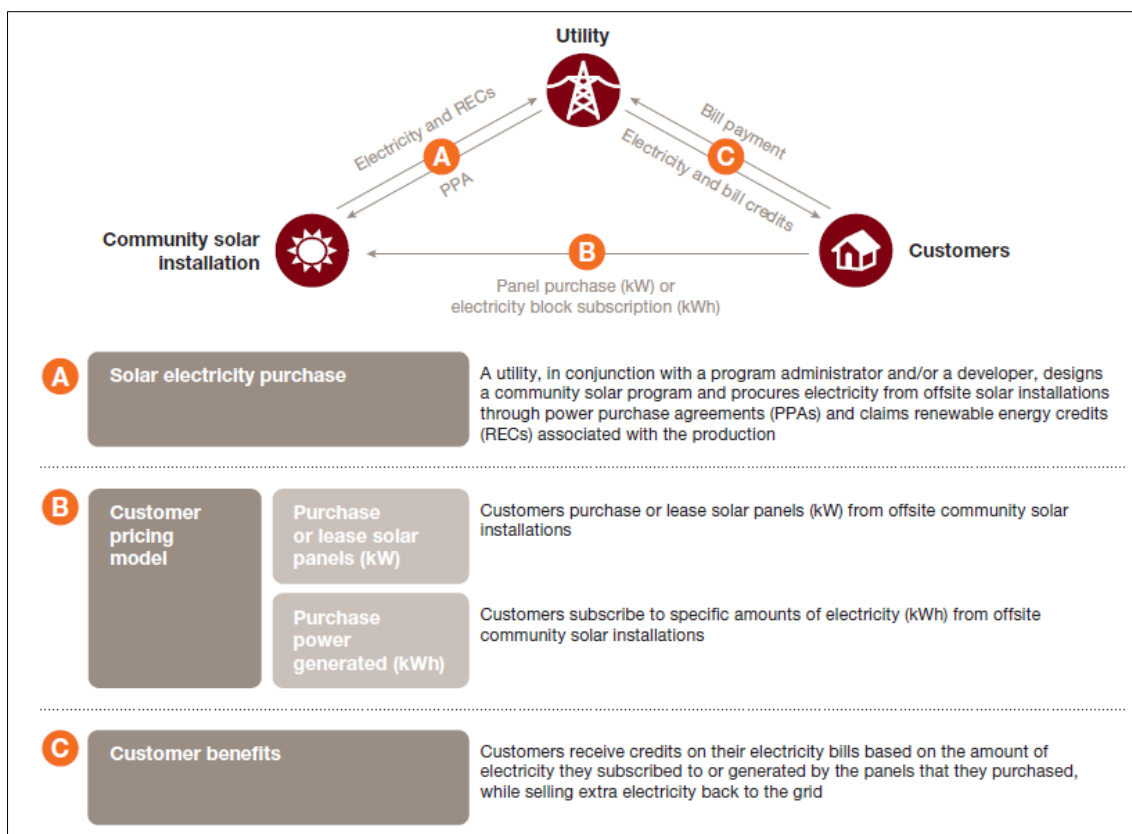 Utility
Electricity and RECs
A
PPA
Bill payment
C
Electricity and bill credits
Community solar
installation
B
Customers
Panel purchase (kW) or
electricity block subscription (kWh)
A
Solar electricity purchase
A utility, in conjunction with a program administrator and/or a developer, designs
a community solar program and procures electricity from offsite solar installations
through power purchase agreements (PPAs) and claims renewable energy credits
(RECs) associated with the production
B
Customer
pricing
model
Purchase
or lease solar
panels (kW)
Customers purchase or lease solar panels (kW) from offsite community solar
installations
Purchase
power
generated (kWh)
Customers subscribe to specific amounts of electricity (kWh) from offsite
community solar installations
C
Customer benefits
Customers receive credits on their electricity bills based on the amount of
electricity they subscribed to or generated by the panels that they purchased,
while selling extra electricity back to the grid